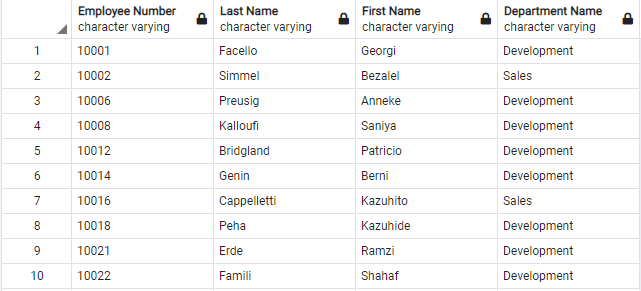 Employee Number Last Name First Name Department Name
character varying character varying character varying character varying
1 10001 Facello Georgi Development
2 10002 Simmel Bezalel Sales
3 10006 Preusig Anneke Development
4 10008 Kalloufi Saniya Development
5 10012 Bridgland Patricio Development
6 10014 Genin Berni Development
7 10016 Cappelletti Kazuhito Sales
8 10018 Peha Kazuhide Development
9 10021 Erde Ramzi Development
10 10022 Famili Shahaf Development